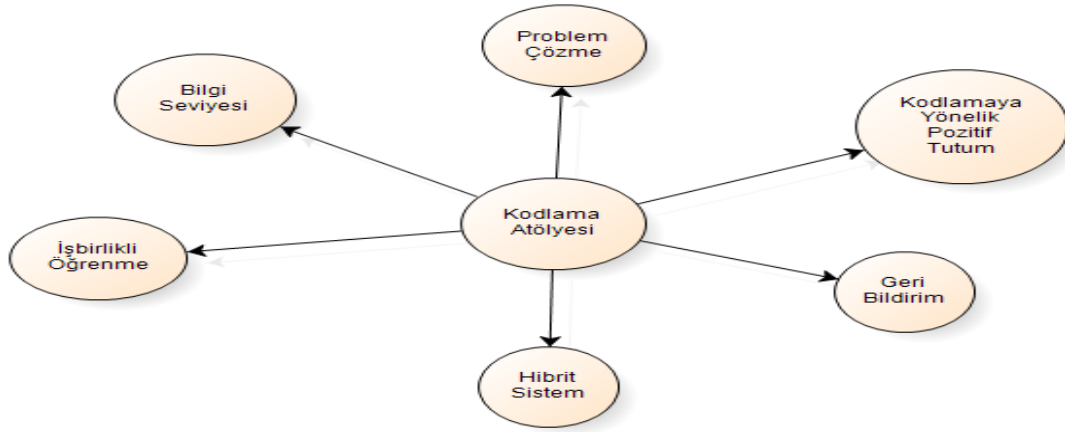 Problem
Çözme
Bilgi
Seviyesi
Kodlamaya
Yönelik
Pozitif
Tutum
Kodlama
Atölyesi
İşbirlikli
Öğrenme
Geri
Bildirim
Hibrit
Sistem